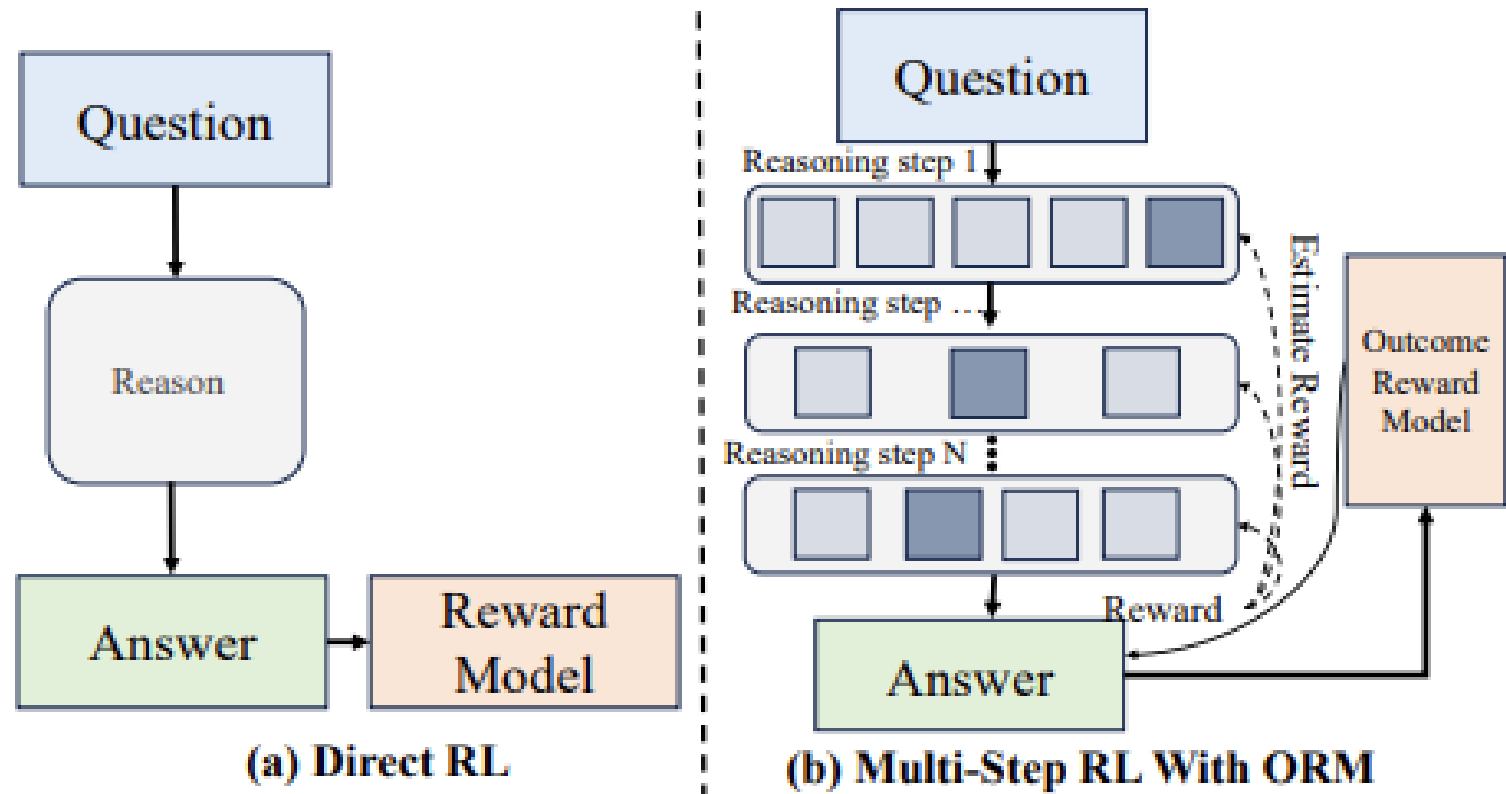 Question
Reason
Answer
Reward
Model
(a) Direct RL
Question
Reasoning step 1
Reasoning step ...
Reasoning step N
Estimate Reward
Outcome
Reward
Model
Reward
Answer
(b) Multi-Step RL With ORM